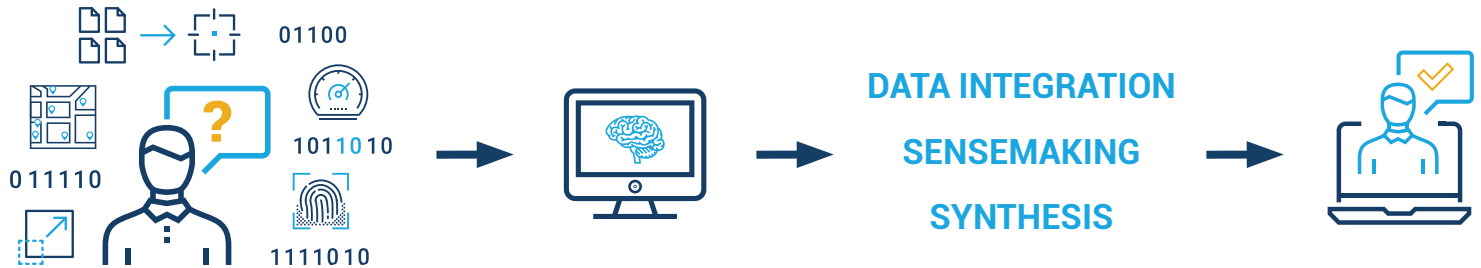 01100
?
1011010
011110
1111010
DATA INTEGRATION
SENSEMAKING
SYNTHESIS